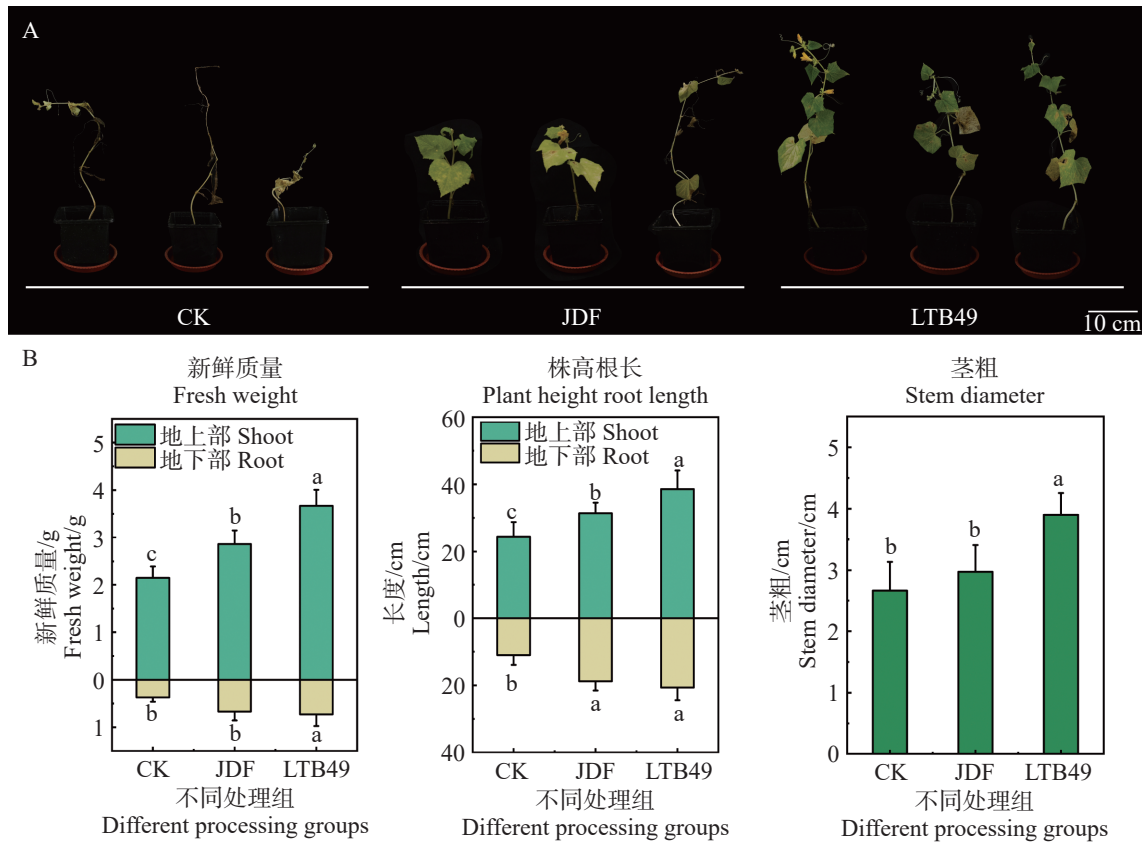 A
CK
JDF
LTB49
10 cm
B
新鲜质量
Fresh weight
地上部 Shoot
地下部 Root
新鲜质量/g
Fresh weight/g
5
4
3
2
1
0
1
c
b
a
b
b
a
CK
JDF
LTB49
不同处理组
Different processing groups
株高根长
Plant height root length
地上部 Shoot
地下部 Root
长度/cm
Length/cm
60
40
20
0
20
40
c
b
a
b
a
a
CK
JDF
LTB49
不同处理组
Different processing groups
茎粗
Stem diameter
茎粗/cm
Stem diameter/cm
5
4
3
2
1
0
b
b
a
CK
JDF
LTB49
不同处理组
Different processing groups